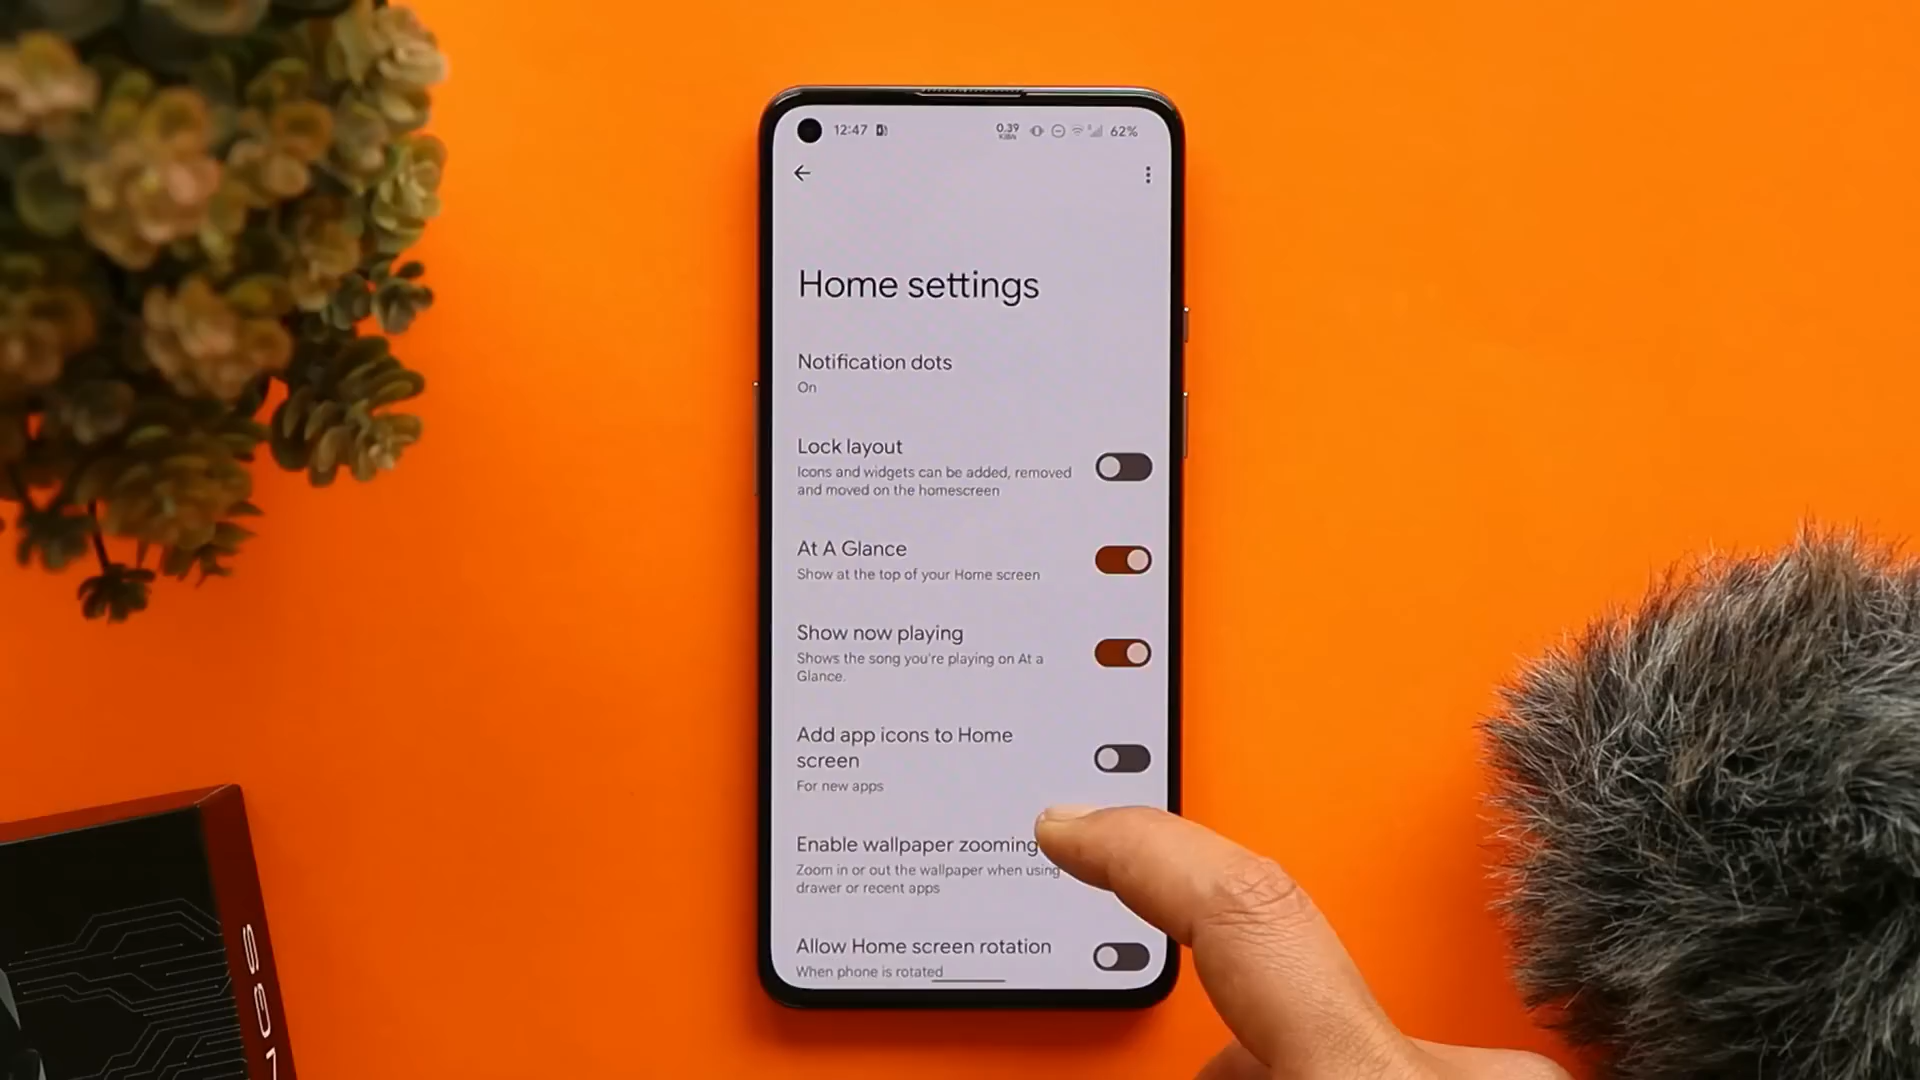 12:47
0.39
62%
Home settings
Notification dots
On
Lock layout
Icons and widgets can be added, removed
and moved on the homescreen
At A Glance
Show at the top of your Home screen
Show now playing
Shows the song you're playing on At a
Glance.
Add app icons to Home
screen
For new apps
Enable wallpaper zooming
Zoom in or out the wallpaper when using
drawer or recent apps
Allow Home screen rotation
When phone is rotated